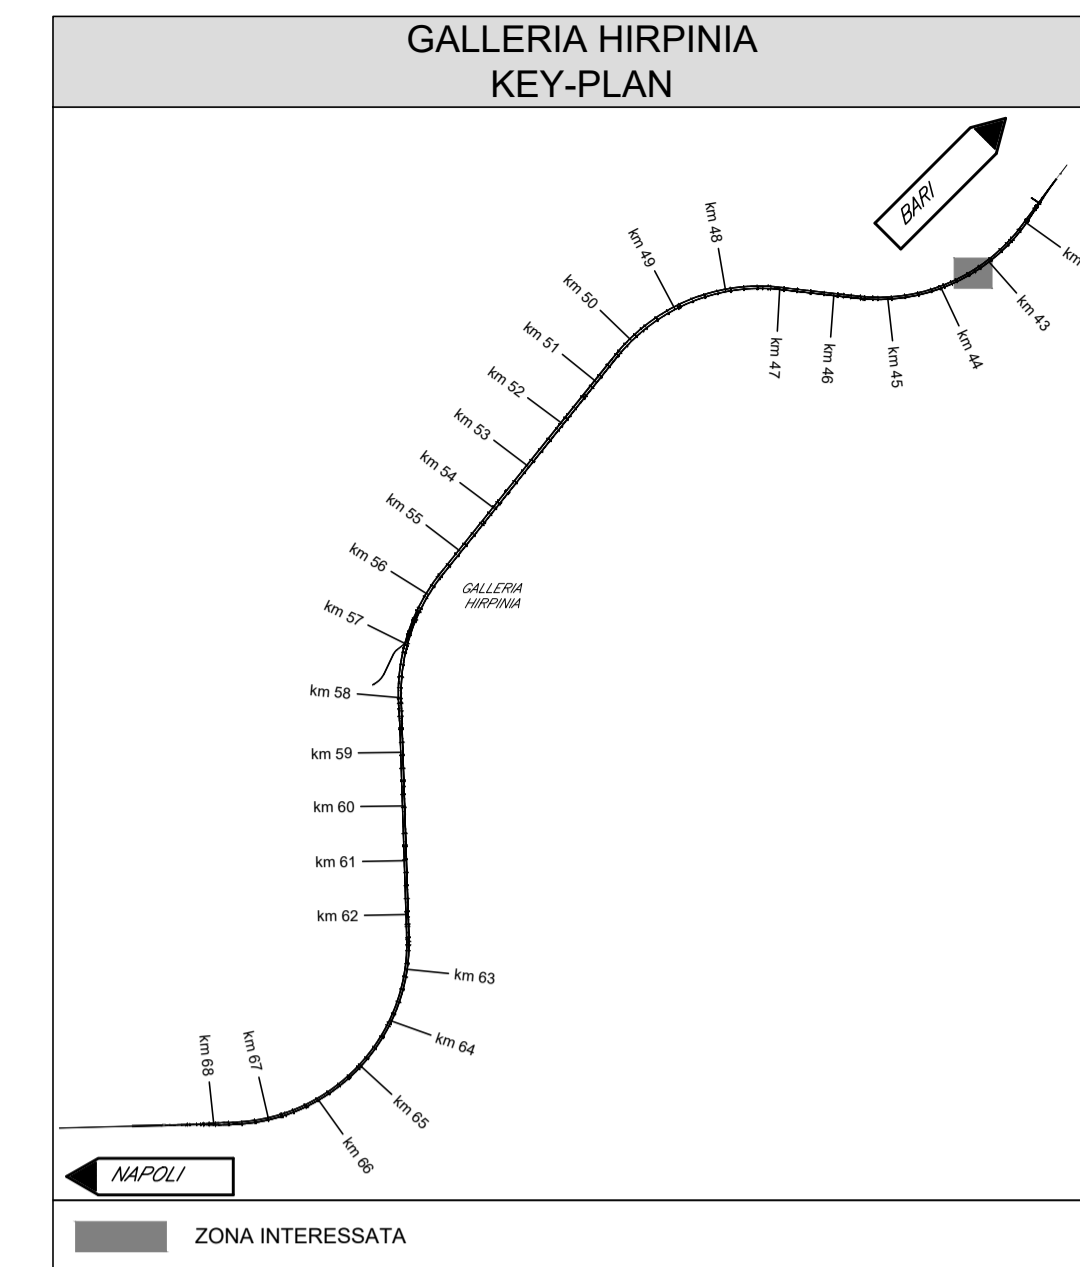 GALLERIA HIRPINIA
KEY-PLAN
BARI
km
km 43
km 44
km 45
km 46
km 47
km 48
km 49
km 50
km 51
km 52
km 53
km 54
km 55
km 56
GALLERIA
HIRPINIA
km 57
km 58
km 59
km 60
km 61
km 62
km 63
km 64
km 65
km 66
km 67
km 68
NAPOLI
ZONA INTERESSATA